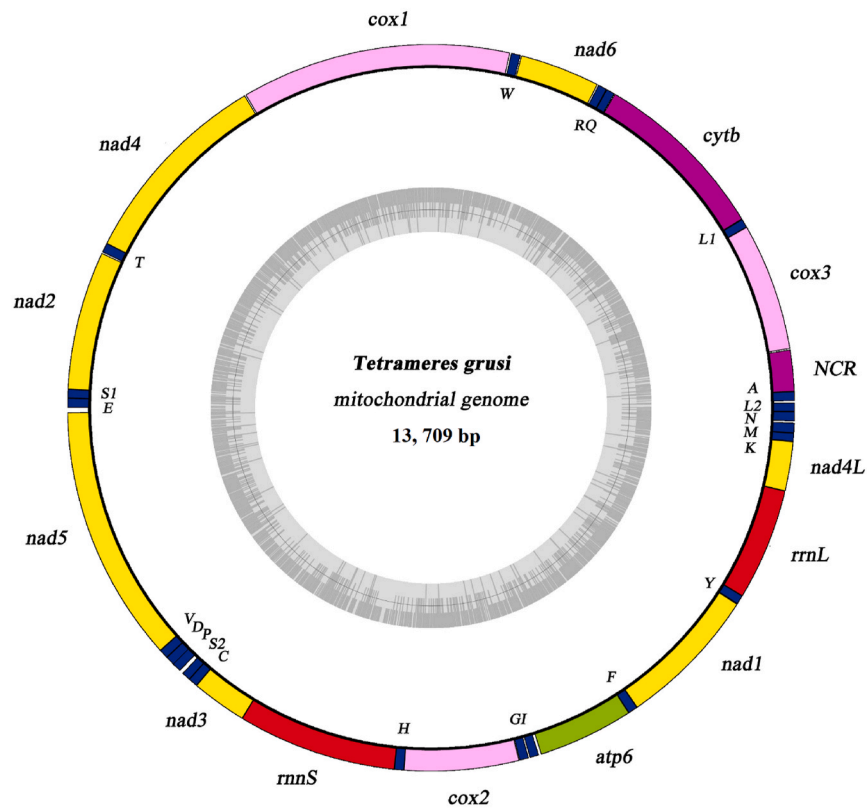 cox1
W
nad6
RQ
cytb
L1
cox3
NCR
A
L2
N
M
K
nad4L
rrnL
Y
nad1
F
atp6
GI
cox2
H
rnnS
nad3
C
S2
P
D
V
nad5
E
S1
nad2
T
nad4
Tetrameres grusi
mitochondrial genome
13, 709 bp